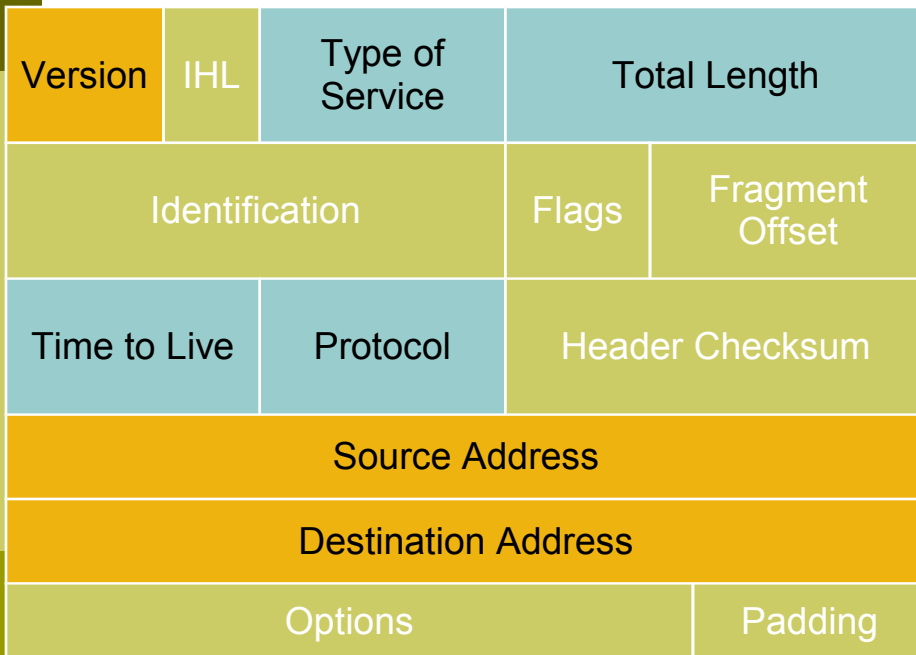 Version
IHL
Type of
Service
Total Length
Identification
Flags
Fragment
Offset
Time to Live
Protocol
Header Checksum
Source Address
Destination Address
Options
Padding